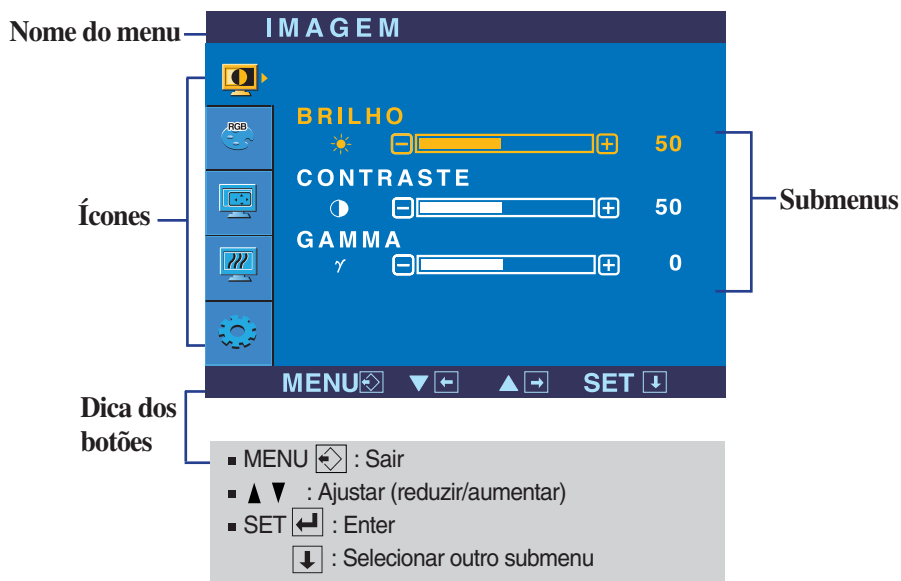 Nome do menu
IMAGEM
RGB
BRILHO
50
CONTRASTE
50
GAMMA
γ
0
Ícones
Submenus
MENU ▼ ← ▲ → SET ↓
Dica dos
botões
■ MENU : Sair
■ ▲ ▼ : Ajustar (reduzir/aumentar)
■ SET ↵ : Enter
↓ : Selecionar outro submenu